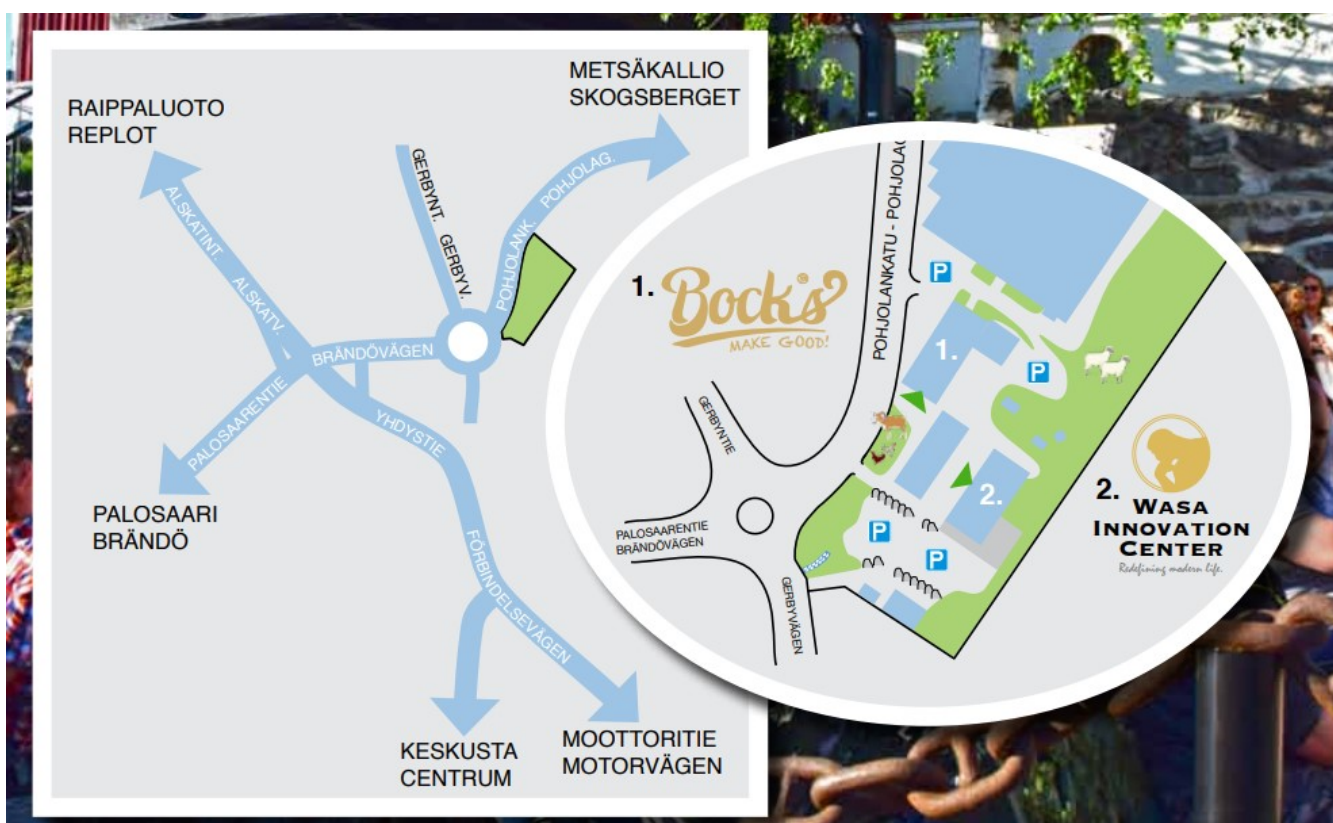 RAIPPALUOTO
REPLOT
METSÄKALLIO
SKOGSBERGET
ALSKATINT. ALSKATV.
GERBYNT. GERBYV.
POHJOLANK. POHJOLAG.
BRÄNDÖVÄGEN
PALOSAARENTIE
YHDYSTIE
FÖRBINDELSEVÄGEN
PALOSAARI
BRÄNDÖ
KESKUSTA
CENTRUM
MOOTTORITIE
MOTORVÄGEN
POHJOLANKATU - POHJOLAG
1. Bock's®
MAKE GOOD!
P
1.
P
GERBYNTIE
PALOSAARENTIE
BRÄNDÖVÄGEN
GERBYVÄGEN
2.
P
P
2. WASA
INNOVATION
CENTER
Redefining modern life.